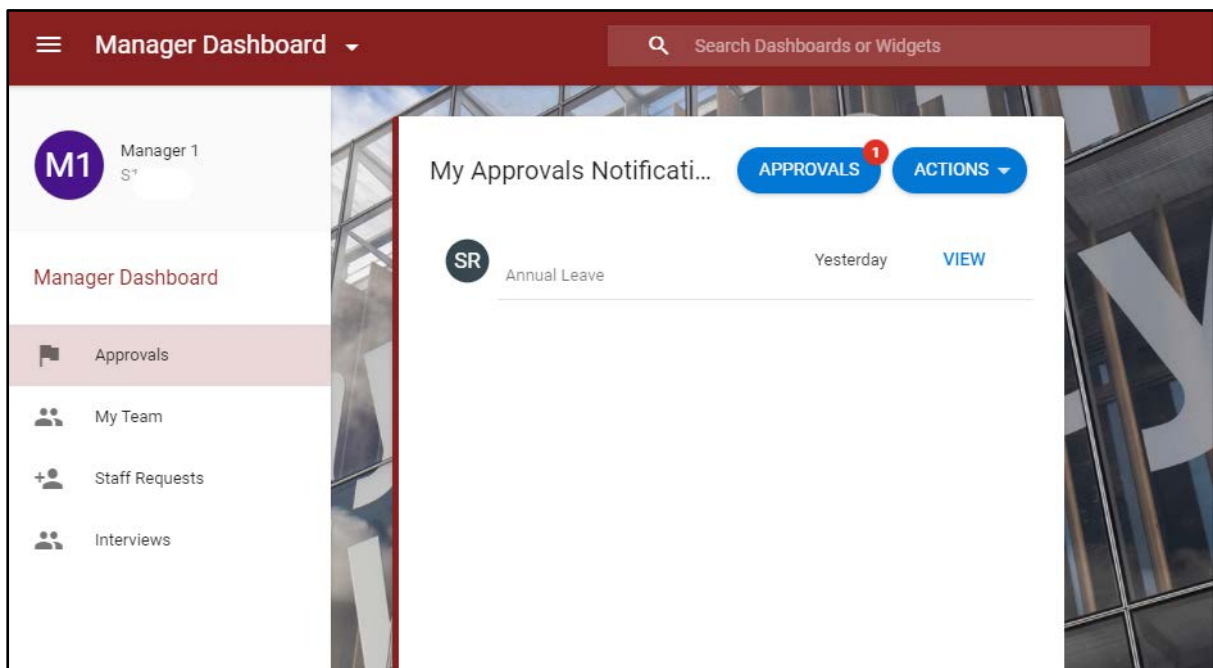 Manager Dashboard
Search Dashboards or Widgets
M1
Manager 1
Manager Dashboard
Approvals
My Team
Staff Requests
Interviews
My Approvals Notificati...
APPROVALS
1
ACTIONS
SR
Annual Leave
Yesterday
VIEW